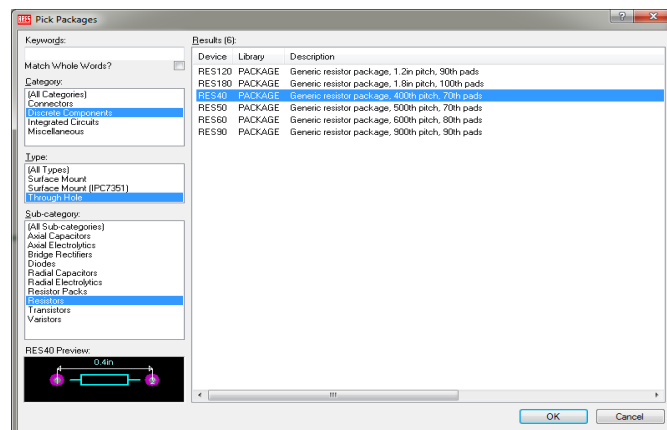 ARES Pick Packages
Keywords:
Match Whole Words?
Category:
(All Categories)
Connectors
Discrete Components
Integrated Circuits
Miscellaneous
Type:
(All Types)
Surface Mount
Surface Mount (IPC7351)
Through Hole
Sub-category:
(All Sub-categories)
Axial Capacitors
Axial Electrolytics
Bridge Rectifiers
Diodes
Radial Capacitors
Radial Electrolytics
Resistor Packs
Resistors
Transistors
Varistors
RES40 Preview:
0.4in
Results (6):
Device Library Description
RES120 PACKAGE Generic resistor package, 1.2in pitch, 90th pads
RES180 PACKAGE Generic resistor package, 1.8in pitch, 100th pads
RES40 PACKAGE Generic resistor package, 400th pitch, 70th pads
RES50 PACKAGE Generic resistor package, 500th pitch, 70th pads
RES60 PACKAGE Generic resistor package, 600th pitch, 80th pads
RES90 PACKAGE Generic resistor package, 900th pitch, 90th pads
OK Cancel